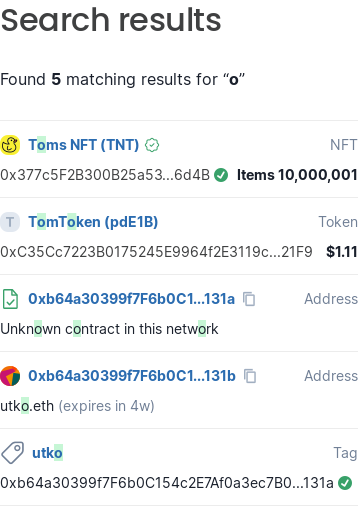 Search results
Found 5 matching results for “o”
Toms NFT (TNT) NFT
0x377c5F2B300B25a53...6d4B Items 10,000,001
T TomToken (pdE1B) Token
0xC35Cc7223B0175245E9964f2E3119c...21F9 $1.11
0xb64a30399f7F6b0C1...131a Address
Unknown contract in this network
0xb64a30399f7F6b0C1...131b Address
utko.eth (expires in 4w)
utko Tag
0xb64a30399f7F6b0C154c2E7Af0a3ec7B0...131a